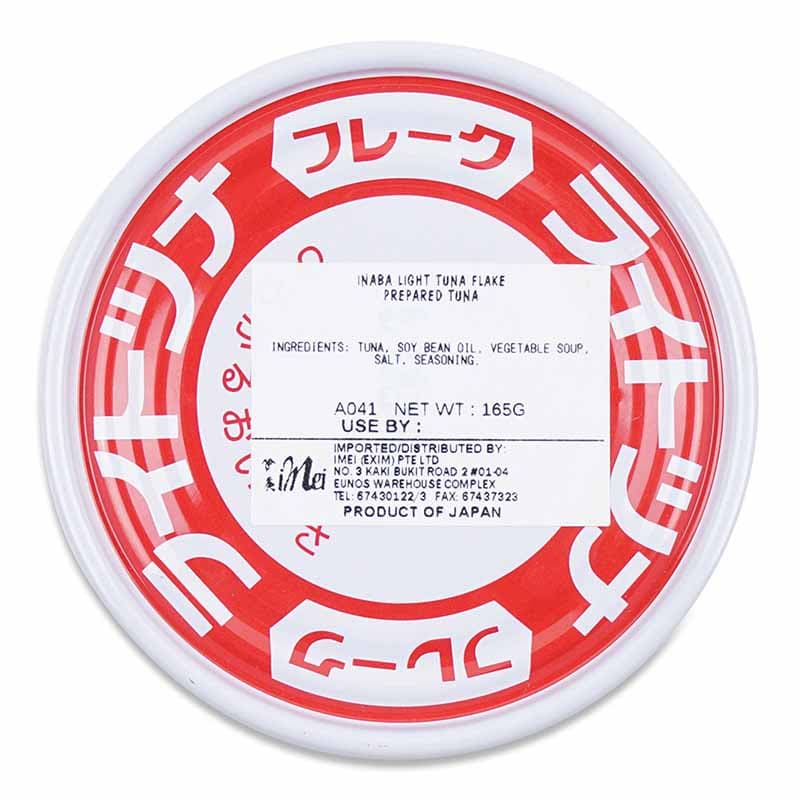 フレーク
ライトツナ
ライトツナ
INABA LIGHT TUNA FLAKE
PREPARED TUNA
INGREDIENTS: TUNA, SOY BEAN OIL, VEGETABLE SOUP,
SALT, SEASONING.
A041 NET WT : 165G
USE BY :
IMPORTED/DISTRIBUTED BY:
iMei
IMEI (EXIM) PTE LTD
NO. 3 KAKI BUKIT ROAD 2 #01-04
EUNOS WAREHOUSE COMPLEX
TEL: 67430122/3 FAX: 67437323
PRODUCT OF JAPAN
フレーク